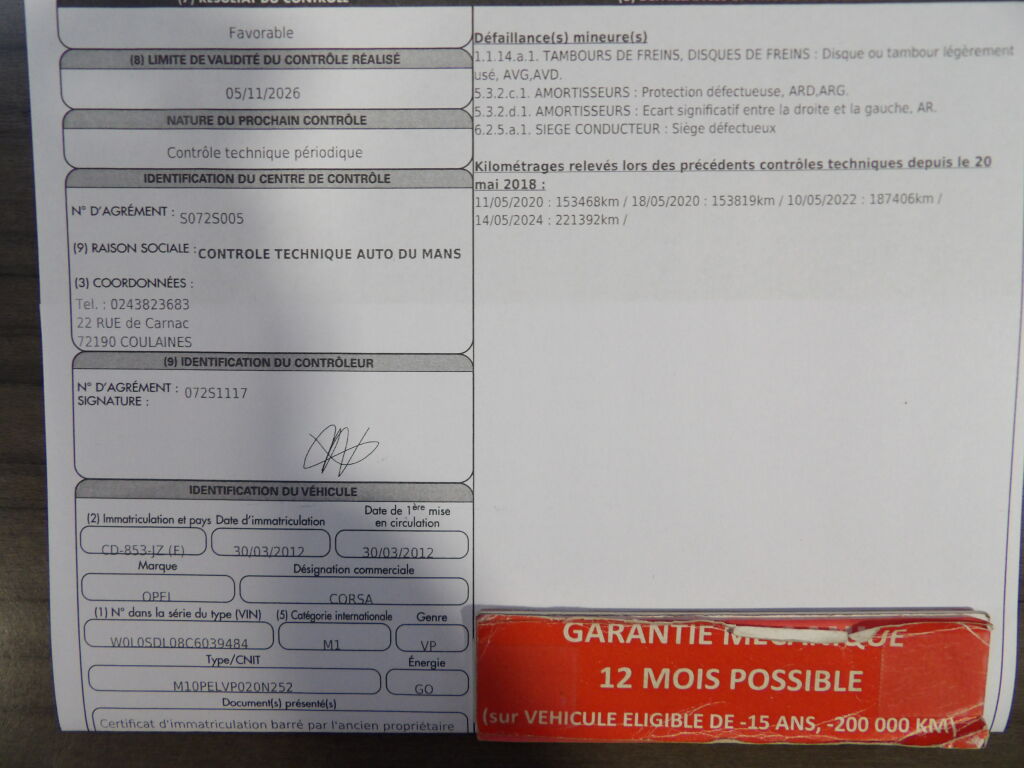 (7) RÉSULTAT DU CONTRÔLE
Favorable
(8) LIMITE DE VALIDITÉ DU CONTRÔLE RÉALISÉ
05/11/2026
NATURE DU PROCHAIN CONTRÔLE
Contrôle technique périodique
IDENTIFICATION DU CENTRE DE CONTRÔLE
N° D'AGRÉMENT : S072S005
(9) RAISON SOCIALE : CONTROLE TECHNIQUE AUTO DU MANS
(3) COORDONNÉES :
Tel. : 0243823683
22 RUE de Carnac
72190 COULAINES
(9) IDENTIFICATION DU CONTRÔLEUR
N° D'AGRÉMENT : 072S1117
SIGNATURE :
IDENTIFICATION DU VÉHICULE
(2) Immatriculation et pays Date d'immatriculation Date de 1ère mise en circulation
CD-853-JZ (F) 30/03/2012 30/03/2012
Marque Désignation commerciale
OPEL CORSA
(1) N° dans la série du type (VIN) (5) Catégorie internationale Genre
W0L0SDL08C6039484 M1 VP
Type/CNIT Énergie
M10PELVP020N252 GO
Document(s) présenté(s)
Certificat d'immatriculation barré par l'ancien propriétaire
Défaillance(s) mineure(s)
1.1.14.a.1. TAMBOURS DE FREINS, DISQUES DE FREINS : Disque ou tambour légèrement
usé, AVG,AVD.
5.3.2.c.1. AMORTISSEURS : Protection défectueuse, ARD,ARG.
5.3.2.d.1. AMORTISSEURS : Ecart significatif entre la droite et la gauche, AR.
6.2.5.a.1. SIEGE CONDUCTEUR : Siège défectueux
Kilométrages relevés lors des précédents contrôles techniques depuis le 20
mai 2018 :
11/05/2020 : 153468km / 18/05/2020 : 153819km / 10/05/2022 : 187406km /
14/05/2024 : 221392km /
GARANTIE MECANIQUE
12 MOIS POSSIBLE
(sur VEHICULE ELIGIBLE DE -15 ANS, -200 000 KM)